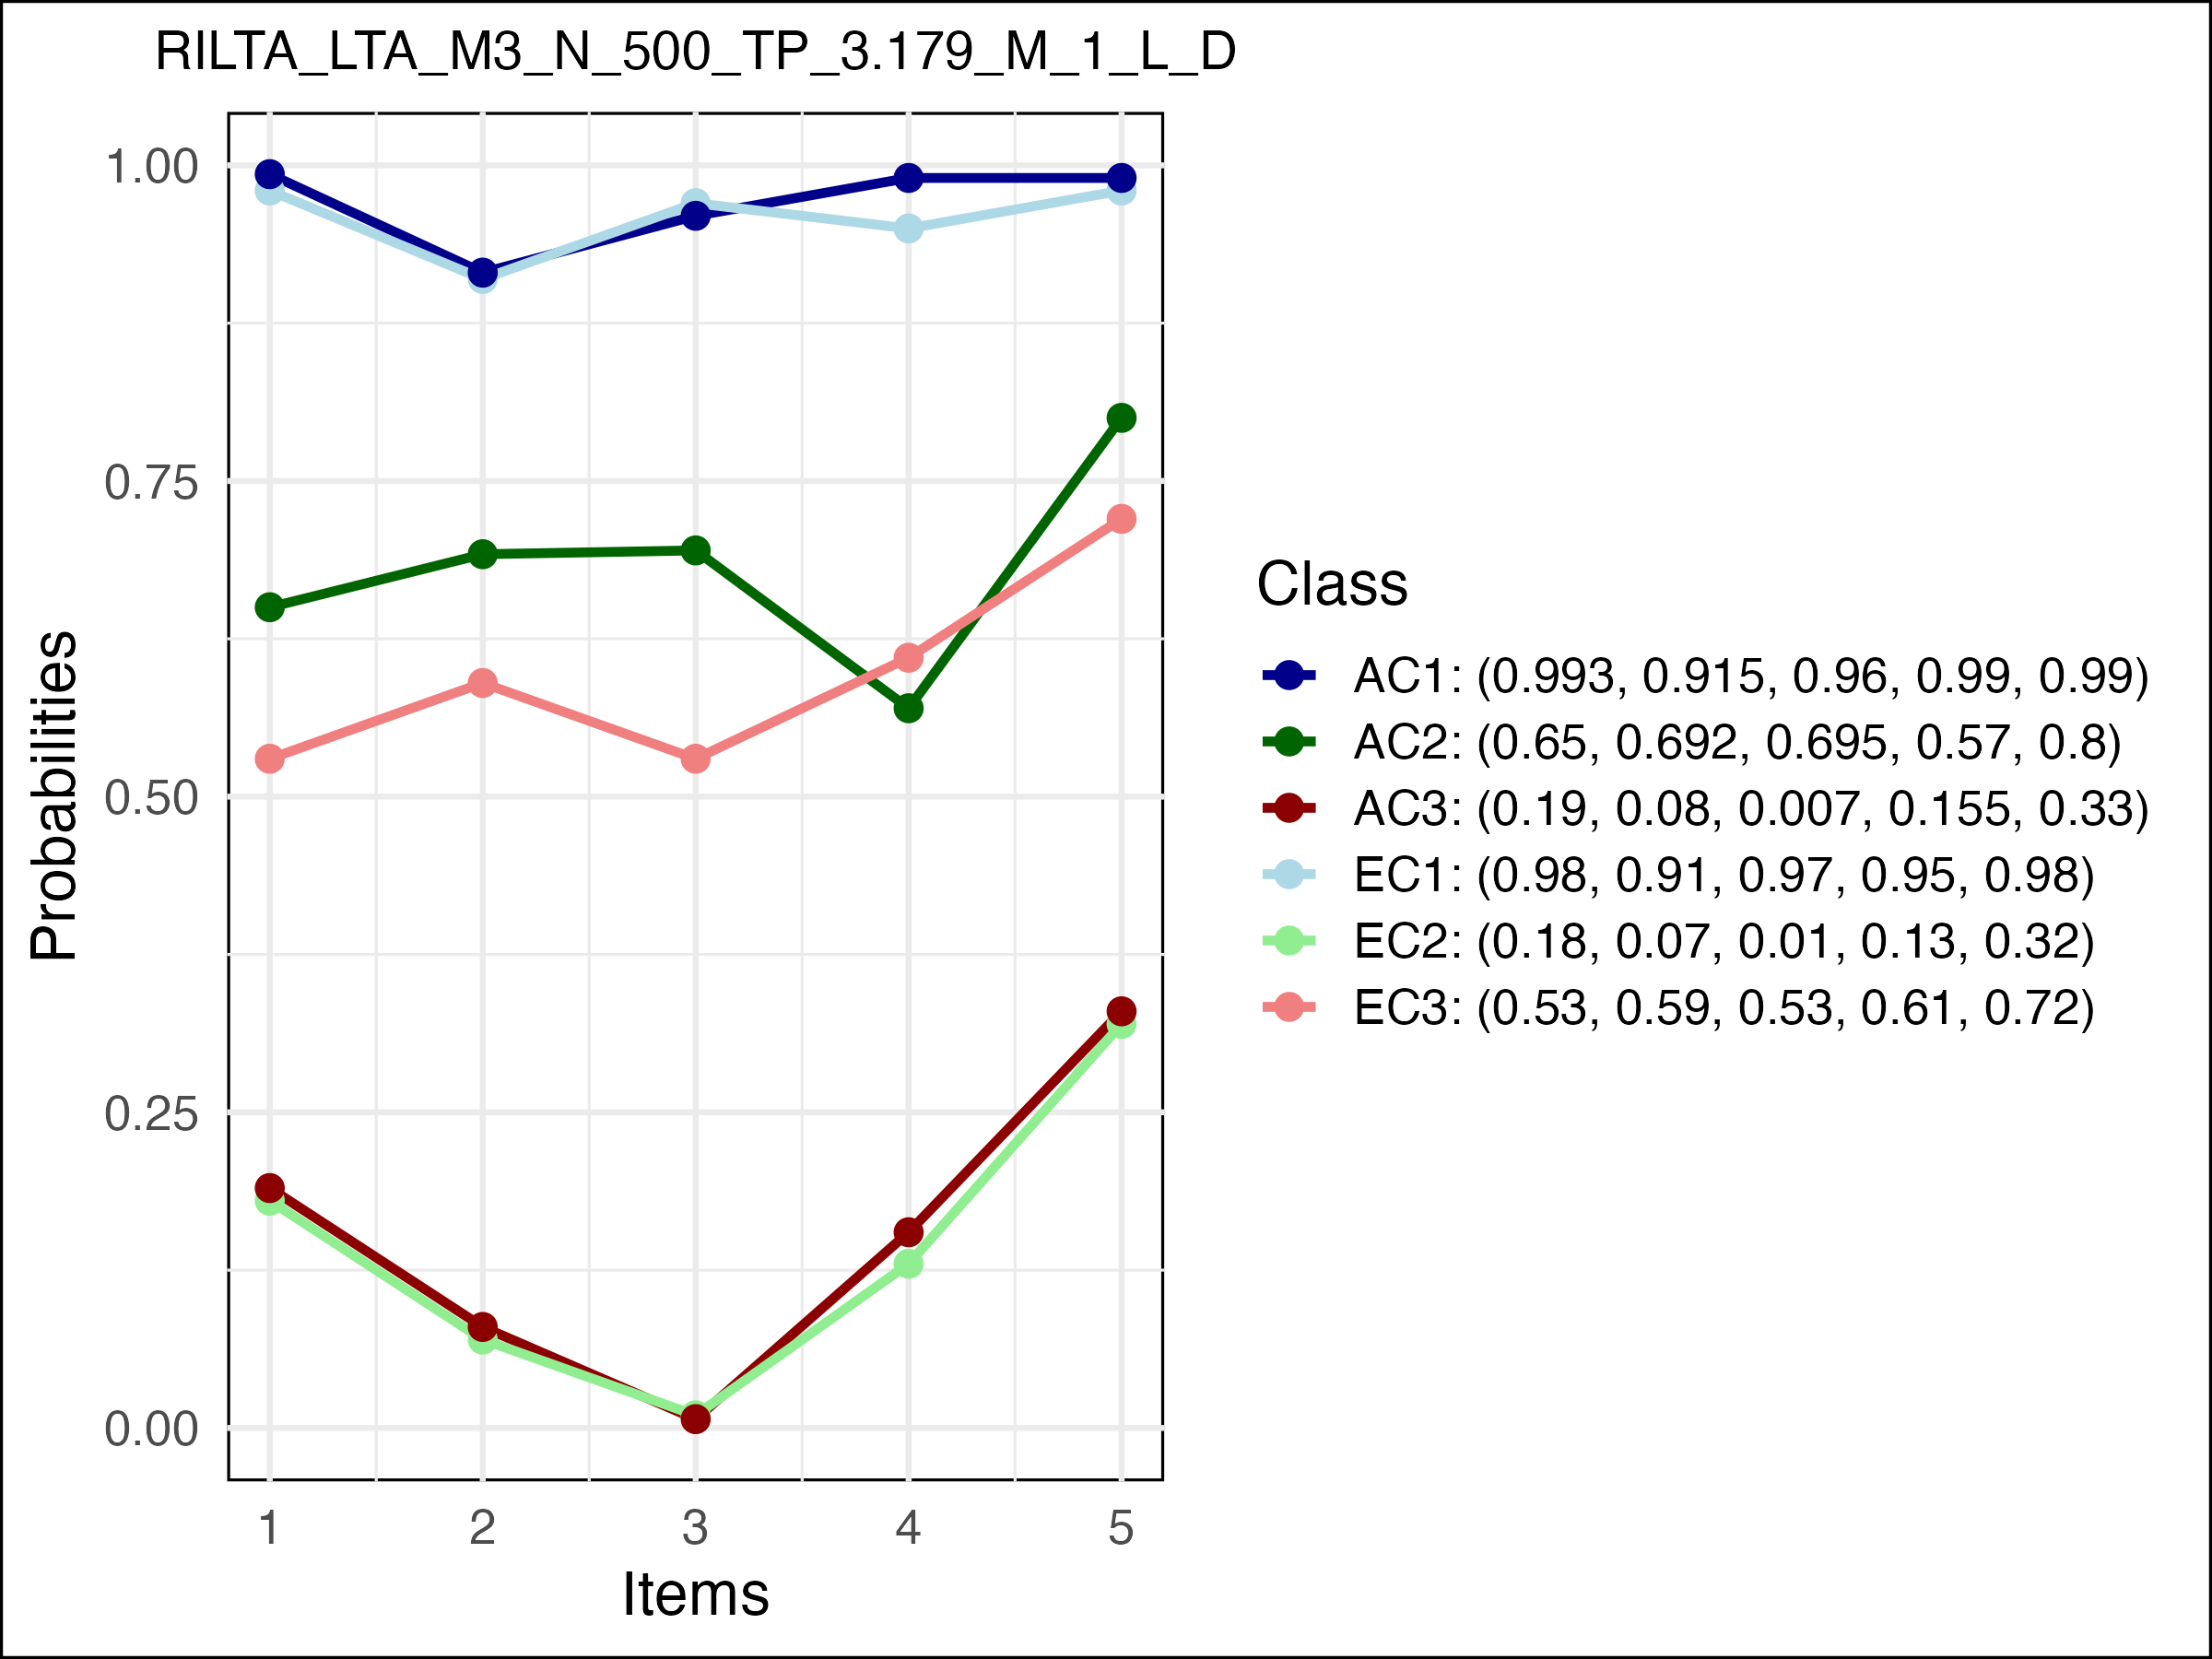 RILTA_LTA_M3_N_500_TP_3.179_M_1_L_D
1.00
0.75
0.50
0.25
0.00
Probabilities
1 2 3 4 5
Items
Class
AC1: (0.993, 0.915, 0.96, 0.99, 0.99)
AC2: (0.65, 0.692, 0.695, 0.57, 0.8)
AC3: (0.19, 0.08, 0.007, 0.155, 0.33)
EC1: (0.98, 0.91, 0.97, 0.95, 0.98)
EC2: (0.18, 0.07, 0.01, 0.13, 0.32)
EC3: (0.53, 0.59, 0.53, 0.61, 0.72)